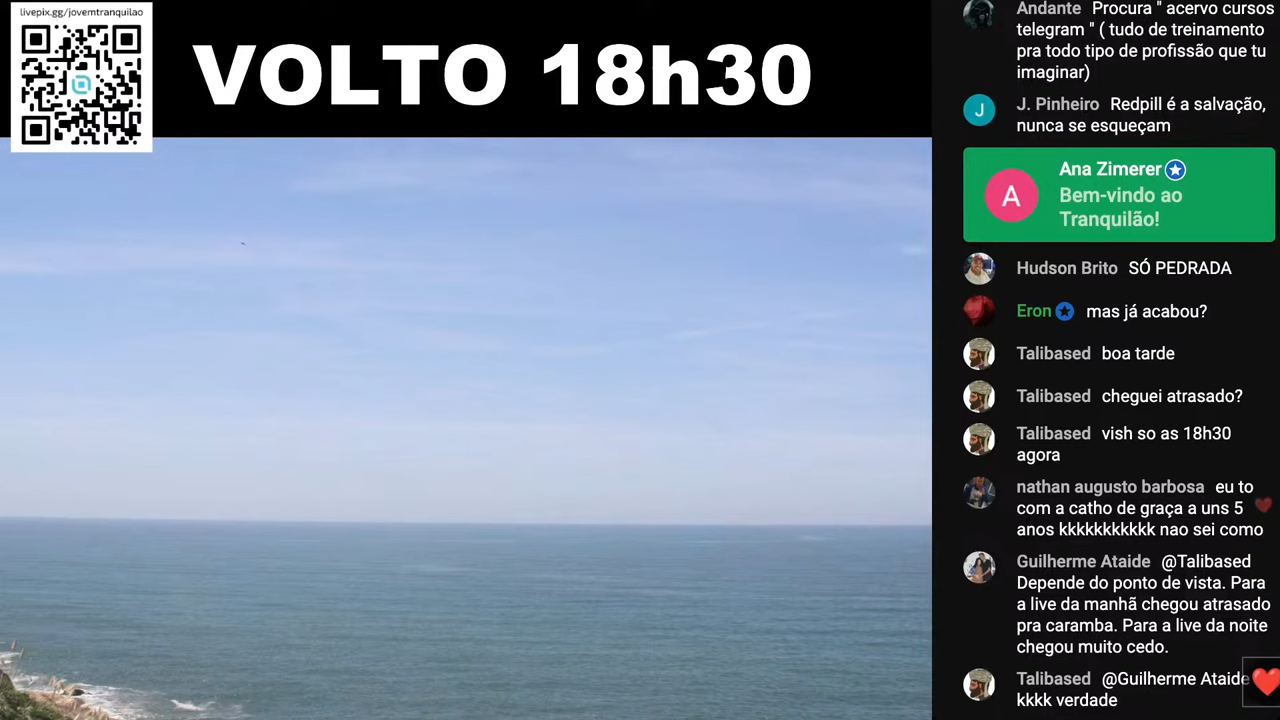 livepix.gg/jovemtranquilao
VOLTO 18h30
Andante Procura " acervo cursos
telegram " ( tudo de treinamento
pra todo tipo de profissão que tu
imaginar)
J
J. Pinheiro Redpill é a salvação,
nunca se esqueçam
A
Ana Zimerer
Bem-vindo ao
Tranquilão!
Hudson Brito SÓ PEDRADA
Eron mas já acabou?
Talibased boa tarde
Talibased cheguei atrasado?
Talibased vish so as 18h30
agora
nathan augusto barbosa eu to
com a catho de graça a uns 5
anos kkkkkkkkkkk nao sei como
Guilherme Ataide @Talibased
Depende do ponto de vista. Para
a live da manhã chegou atrasado
pra caramba. Para a live da noite
chegou muito cedo.
Talibased @Guilherme Ataide
kkkk verdade